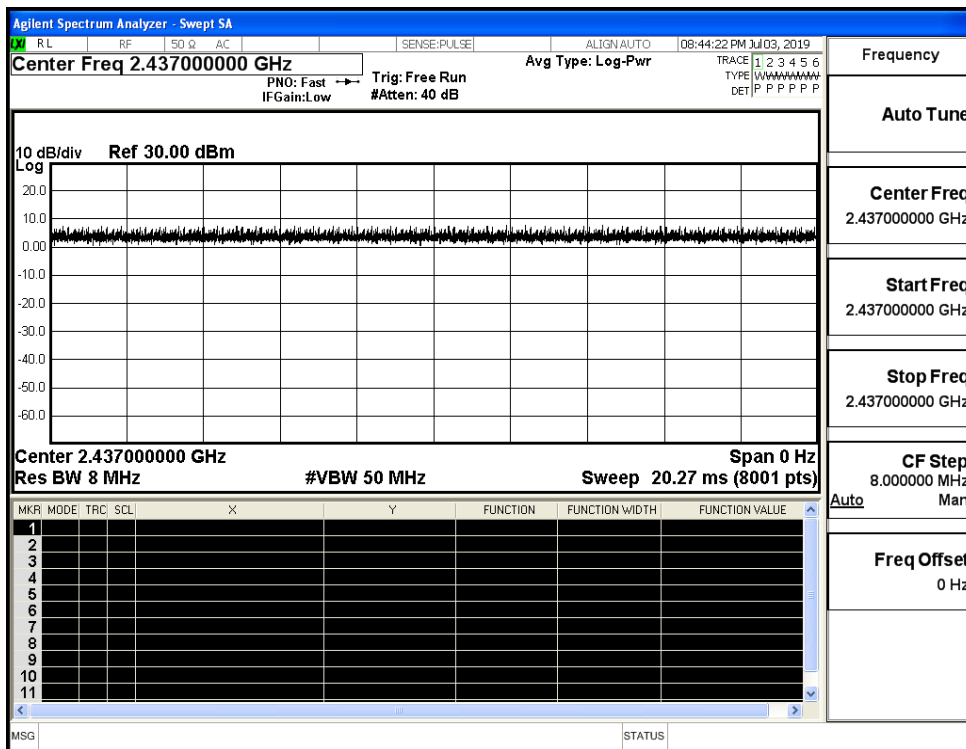 Agilent Spectrum Analyzer - Swept SA
LXI RL RF 50 Ω AC SENSE:PULSE ALIGN AUTO 08:44:22 PM Jul 03, 2019
Center Freq 2.437000000 GHz
PNO: Fast
IFGain:Low
Trig: Free Run
#Atten: 40 dB
Avg Type: Log-Pwr
TRACE 1 2 3 4 5 6
TYPE WWWWWW
DET P P P P P P
10 dB/div Ref 30.00 dBm
Log
20.0
10.0
0.00
-10.0
-20.0
-30.0
-40.0
-50.0
-60.0
Center 2.437000000 GHz Span 0 Hz
Res BW 8 MHz #VBW 50 MHz Sweep 20.27 ms (8001 pts)
MKR MODE TRC SCL X Y FUNCTION FUNCTION WIDTH FUNCTION VALUE
1
2
3
4
5
6
7
8
9
10
11
MSG STATUS
Frequency
Auto Tune
Center Freq
2.437000000 GHz
Start Freq
2.437000000 GHz
Stop Freq
2.437000000 GHz
CF Step
8.000000 MHz
Auto Man
Freq Offset
0 Hz